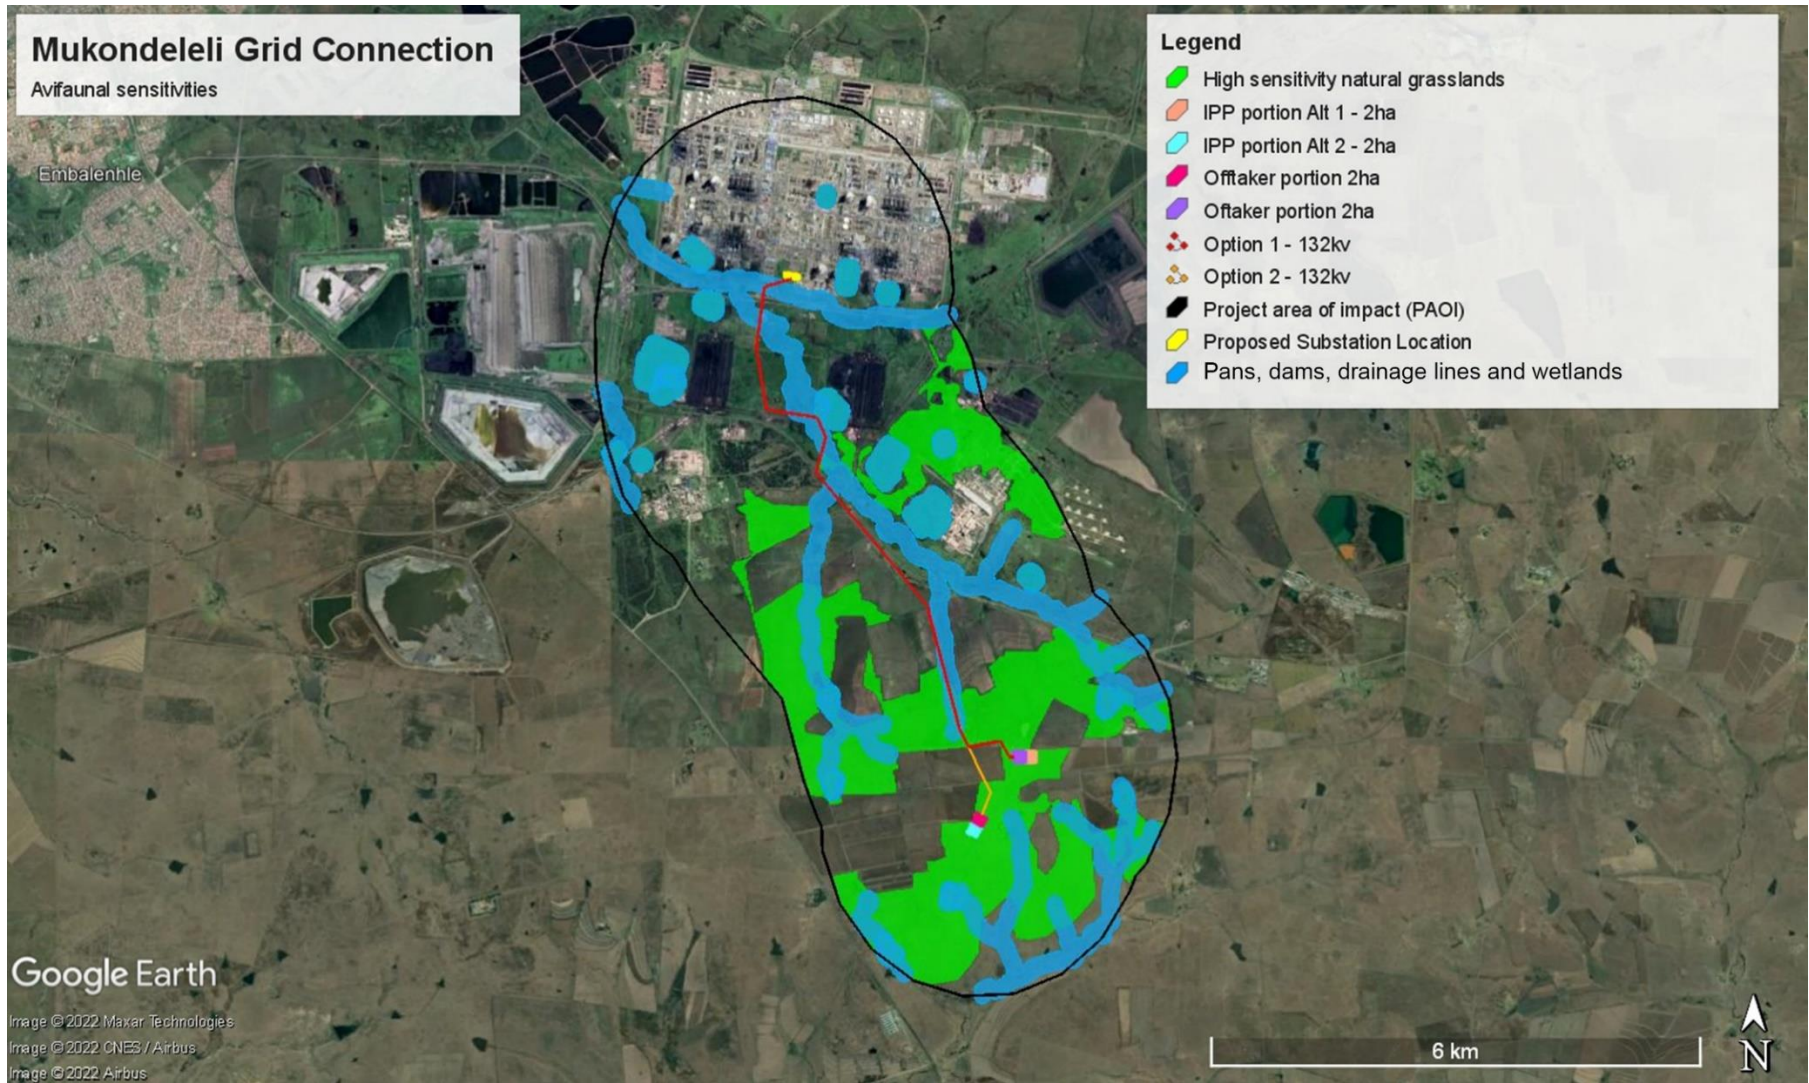 Mukondeleli Grid Connection
Avifaunal sensitivities
Embalenhle
Legend
High sensitivity natural grasslands
IPP portion Alt 1 - 2ha
IPP portion Alt 2 - 2ha
Offtaker portion 2ha
Oftaker portion 2ha
Option 1 - 132kv
Option 2 - 132kv
Project area of impact (PAOI)
Proposed Substation Location
Pans, dams, drainage lines and wetlands
Google Earth
Image © 2022 Maxar Technologies
Image © 2022 CNES / Airbus
Image © 2022 Airbus
6 km
N